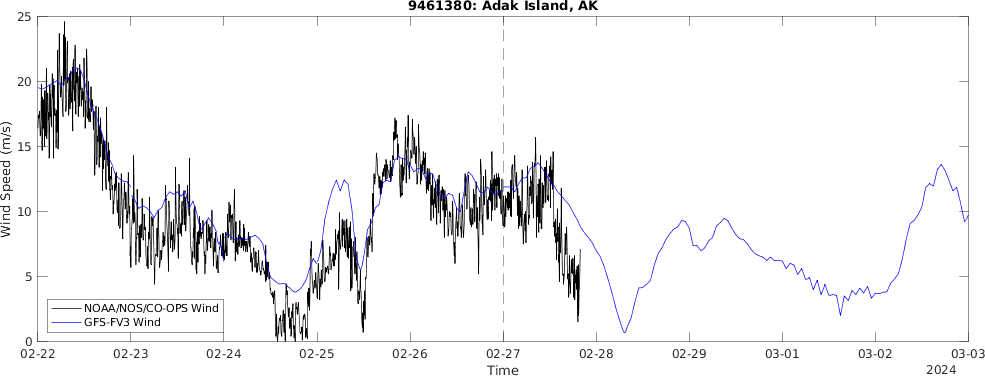 9461380: Adak Island, AK
25
20
15
10
5
0
Wind Speed (m/s)
NOAA/NOS/CO-OPS Wind
GFS-FV3 Wind
02-22 02-23 02-24 02-25 02-26 02-27 02-28 02-29 03-01 03-02 03-03
Time
2024